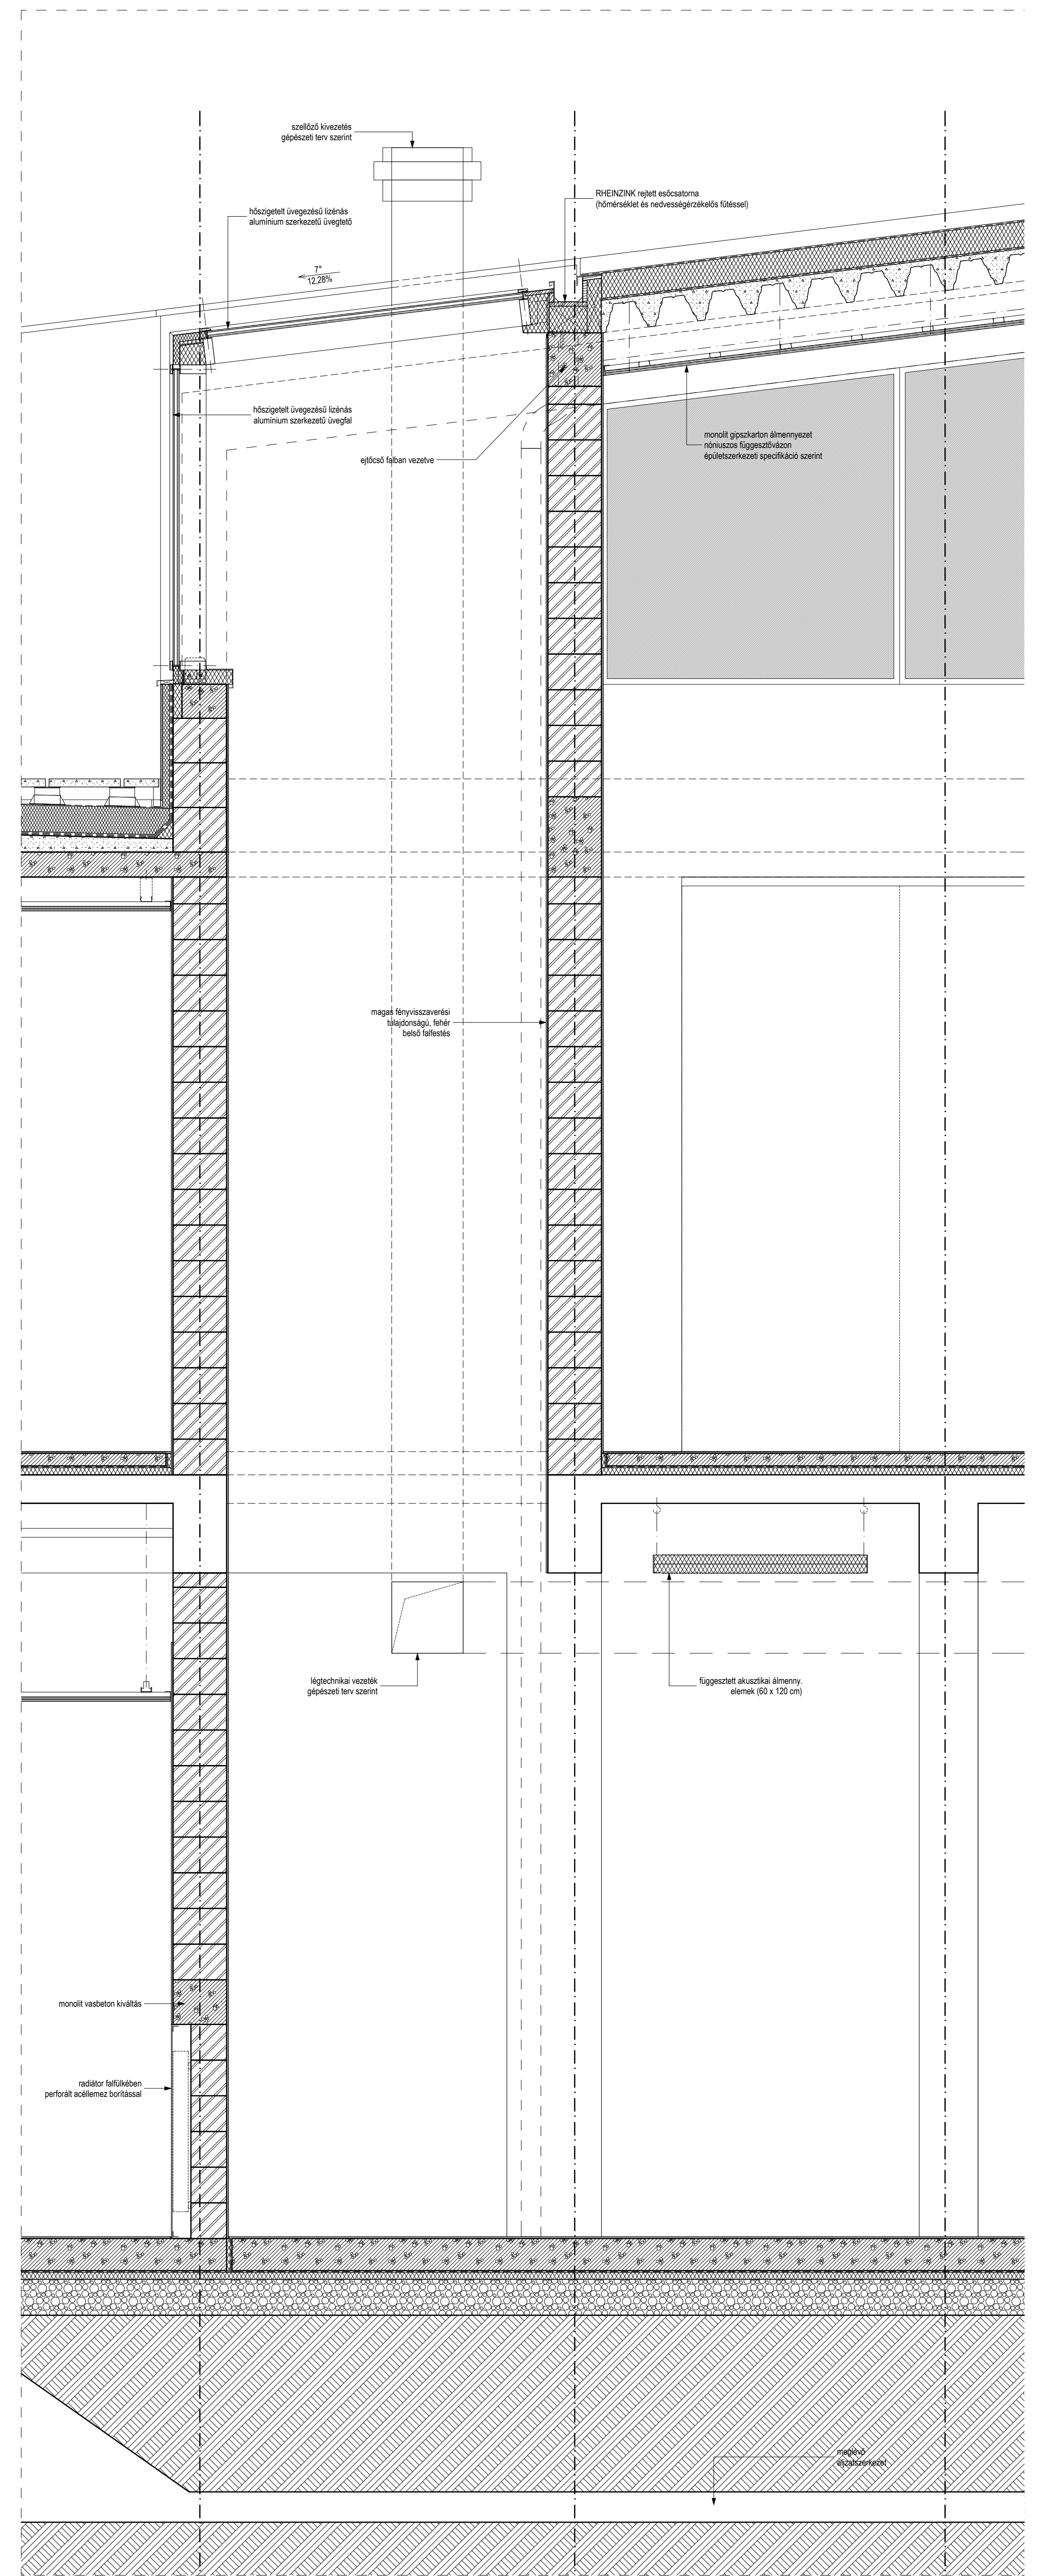 szellőző kivezetés
gépészeti terv szerint
RHEINZINK rejtett esőcsatorna
(hőmérséklet és nedvességérzékelős fűtéssel)
hőszigetelt üvegezésű lizénás
alumínium szerkezetű üvegtető
7°
12,28%
hőszigetelt üvegezésű lizénás
alumínium szerkezetű üvegfal
monolit gipszkarton álmennyezet
nóniuszos függesztővázon
épületszerkezeti specifikáció szerint
ejtőcső falban vezetve
magas fényvisszaverési
tulajdonságú, fehér
belső falfestés
légtechnikai vezeték
gépészeti terv szerint
függesztett akusztikai álmenny.
elemek (60 x 120 cm)
monolit vasbeton kiváltás
radiátor falfülkében
perforált acéllemez borítással
meglévő
aljzatszerkezet